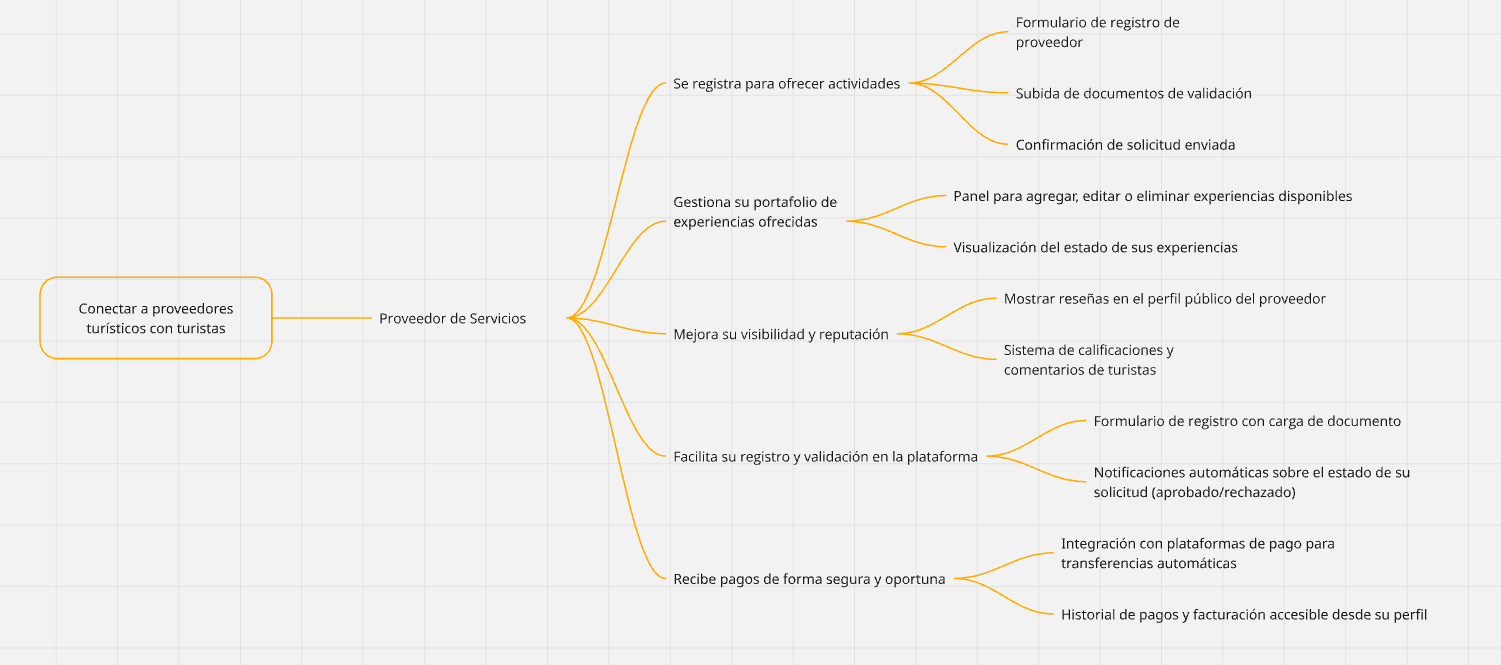 Conectar a proveedores
turísticos con turistas
Proveedor de Servicios
Se registra para ofrecer actividades
Formulario de registro de
proveedor
Subida de documentos de validación
Confirmación de solicitud enviada
Gestiona su portafolio de
experiencias ofrecidas
Panel para agregar, editar o eliminar experiencias disponibles
Visualización del estado de sus experiencias
Mejora su visibilidad y reputación
Mostrar reseñas en el perfil público del proveedor
Sistema de calificaciones y
comentarios de turistas
Facilita su registro y validación en la plataforma
Formulario de registro con carga de documento
Notificaciones automáticas sobre el estado de su
solicitud (aprobado/rechazado)
Recibe pagos de forma segura y oportuna
Integración con plataformas de pago para
transferencias automáticas
Historial de pagos y facturación accesible desde su perfil